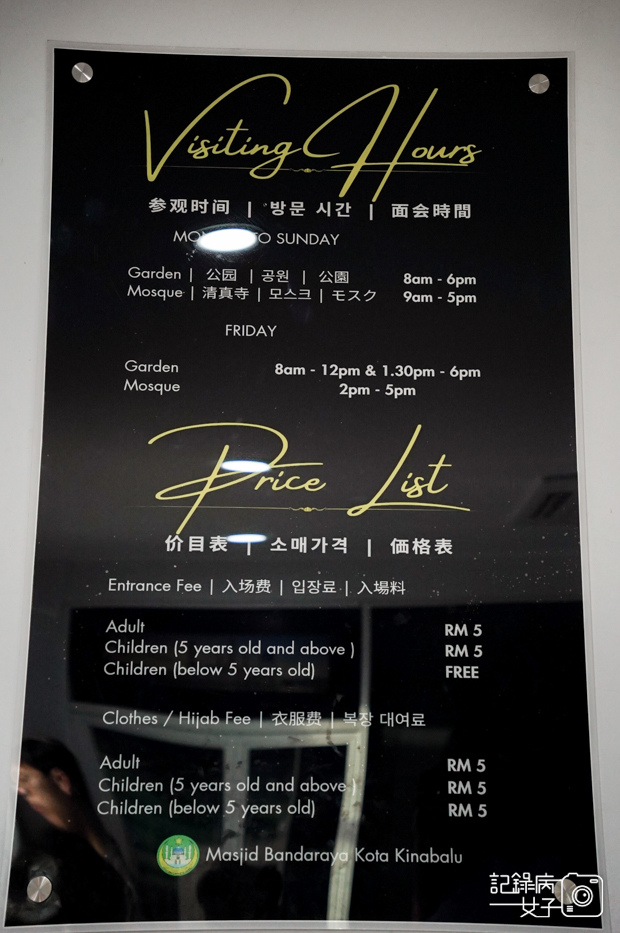 Visiting Hours
参观时间 | 방문 시간 | 面会時間
TO SUNDAY
Garden | 公园 | 공원 | 公園 8am - 6pm
Mosque | 清真寺 | 모스크 | モスク 9am - 5pm
FRIDAY
Garden 8am - 12pm & 1.30pm - 6pm
Mosque 2pm - 5pm
Price List
价目表 | 소매가격 | 価格表
Entrance Fee | 入场费 | 입장료 | 入場料
Adult RM 5
Children (5 years old and above ) RM 5
Children (below 5 years old) FREE
Clothes / Hijab Fee | 衣服费 | 복장 대여료
Adult RM 5
Children (5 years old and above ) RM 5
Children (below 5 years old) RM 5
Masjid Bandaraya Kota Kinabalu
記錄病
女子